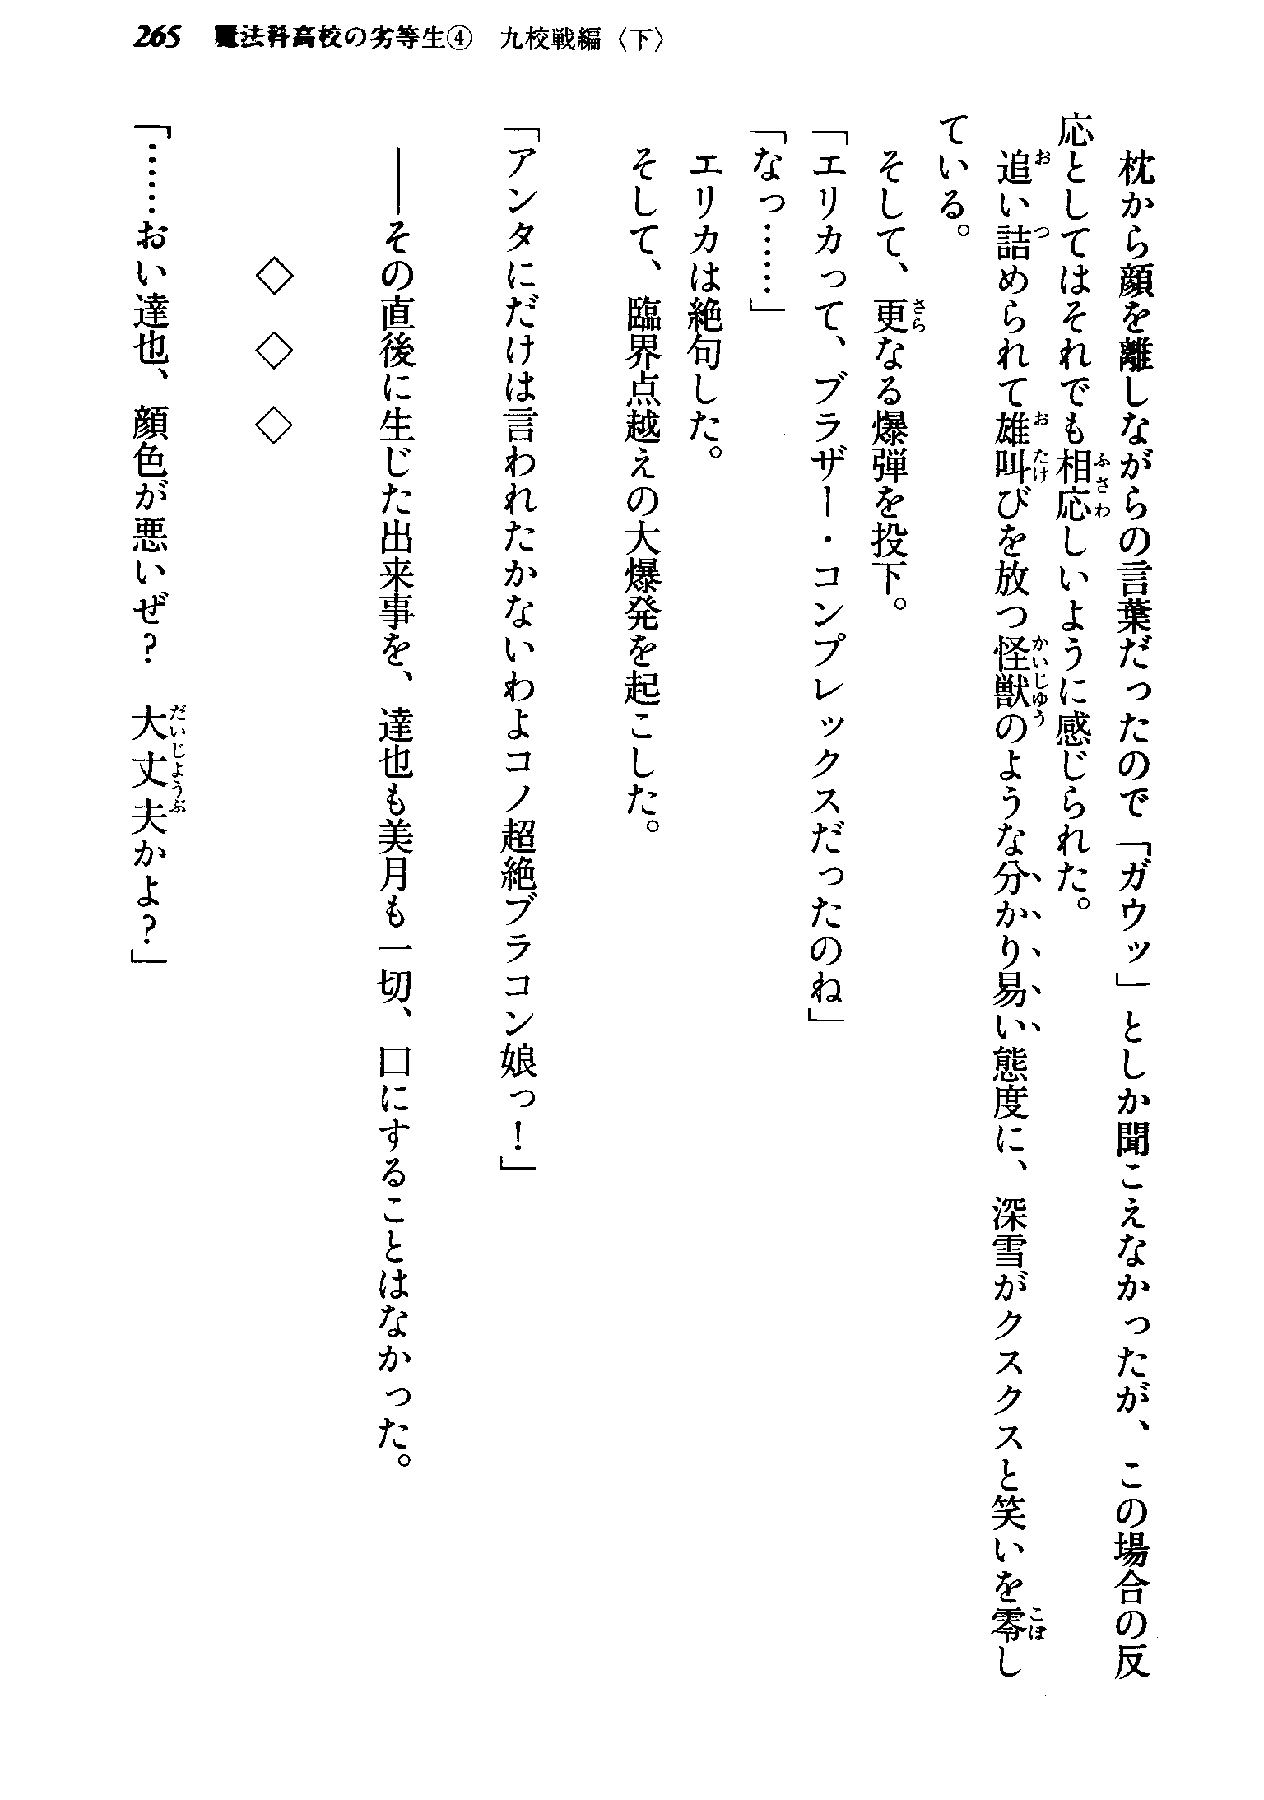 265　魔法科高校の劣等生④　九校戦編〈下〉
　枕から顔を離しながらの言葉だったので「ガウッ」としか聞こえなかったが、この場合の反
応としてはそれでも相応しいように感じられた。
　追い詰められて雄叫びを放つ怪獣のような分かり易い態度に、深雪がクスクスと笑いを零し
ている。
　そして、更なる爆弾を投下。
「エリカって、ブラザー・コンプレックスだったのね」
「なっ……」
　エリカは絶句した。
　そして、臨界点越えの大爆発を起こした。
「アンタにだけは言われたかないわよコノ超絶ブラコン娘っ！」
　――その直後に生じた出来事を、達也も美月も一切、口にすることはなかった。
◇　◇　◇
「……おい達也、顔色が悪いぜ？　大丈夫かよ？」